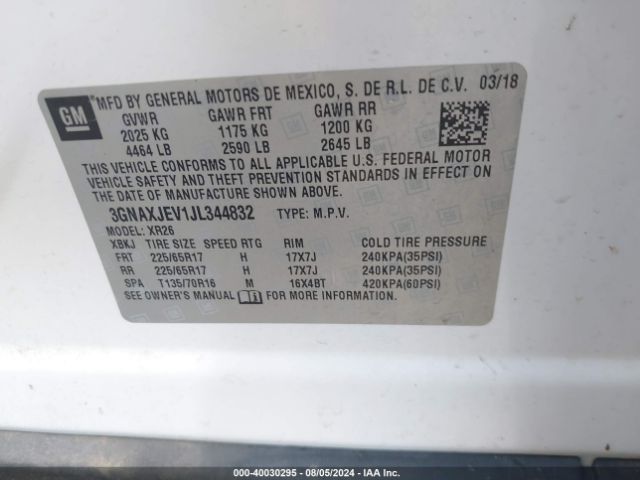 GM
MFD BY GENERAL MOTORS DE MEXICO, S. DE R.L. DE C.V. 03/18
GVWR GAWR FRT GAWR RR
2025 KG 1175 KG 1200 KG
4464 LB 2590 LB 2645 LB
THIS VEHICLE CONFORMS TO ALL APPLICABLE U.S. FEDERAL MOTOR
VEHICLE SAFETY AND THEFT PREVENTION STANDARDS IN EFFECT ON
THE DATE OF MANUFACTURE SHOWN ABOVE.
3GNAXJEV1JL344832 TYPE: M.P.V.
MODEL: XR26
XBKJ TIRE SIZE SPEED RTG RIM COLD TIRE PRESSURE
FRT 225/65R17 H 17X7J 240KPA(35PSI)
RR 225/65R17 H 17X7J 240KPA(35PSI)
SPA T135/70R16 M 16X4BT 420KPA(60PSI)
SEE OWNER'S MANUAL FOR MORE INFORMATION.
000-40030295 - 08/05/2024 - IAA Inc.